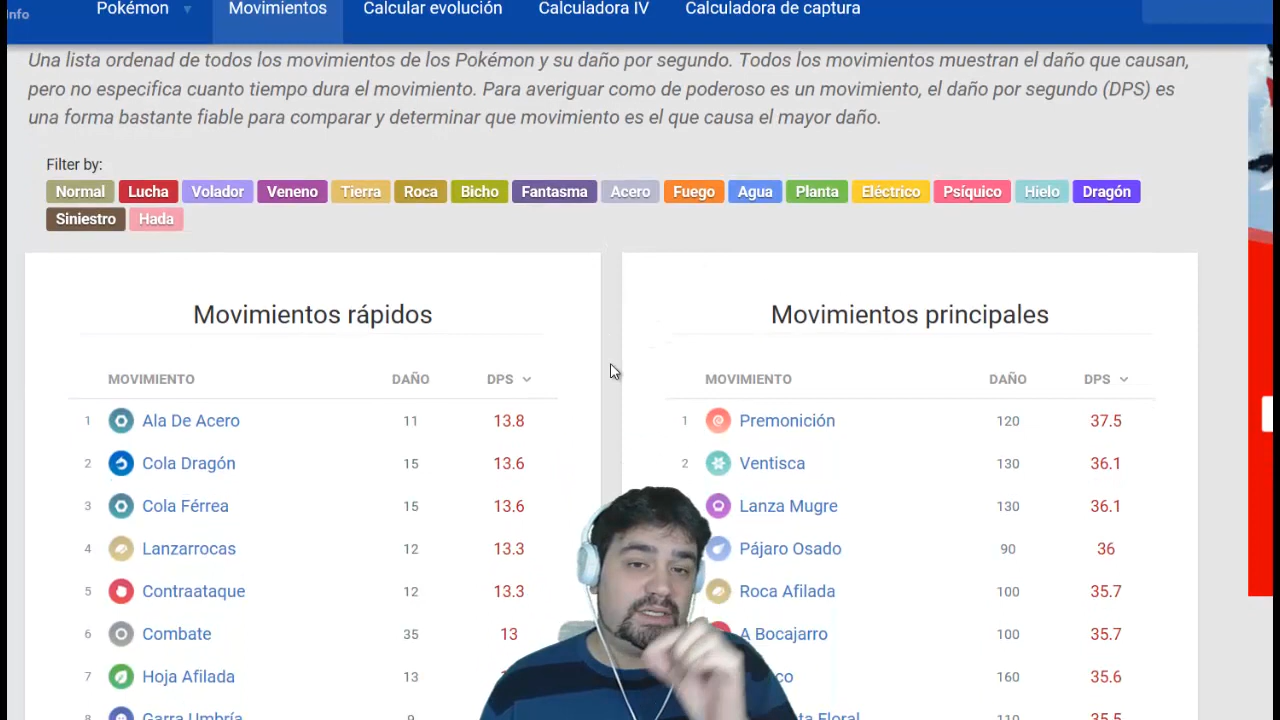 Info
Pokémon Movimientos Calcular evolución Calculadora IV Calculadora de captura
Una lista ordenad de todos los movimientos de los Pokémon y su daño por segundo. Todos los movimientos muestran el daño que causan,
pero no especifica cuanto tiempo dura el movimiento. Para averiguar como de poderoso es un movimiento, el daño por segundo (DPS) es
una forma bastante fiable para comparar y determinar que movimiento es el que causa el mayor daño.
Filter by:
Normal Lucha Volador Veneno Tierra Roca Bicho Fantasma Acero Fuego Agua Planta Eléctrico Psíquico Hielo Dragón
Siniestro Hada
Movimientos rápidos
MOVIMIENTO DAÑO DPS
1 Ala De Acero 11 13.8
2 Cola Dragón 15 13.6
3 Cola Férrea 15 13.6
4 Lanzarrocas 12 13.3
5 Contraataque 12 13.3
6 Combate 35 13
7 Hoja Afilada 13
8 Garra Umbría 9
Movimientos principales
MOVIMIENTO DAÑO DPS
1 Premonición 120 37.5
2 Ventisca 130 36.1
Lanza Mugre 130 36.1
Pájaro Osado 90 36
Roca Afilada 100 35.7
A Bocajarro 100 35.7
160 35.6
Floral 110 35.5